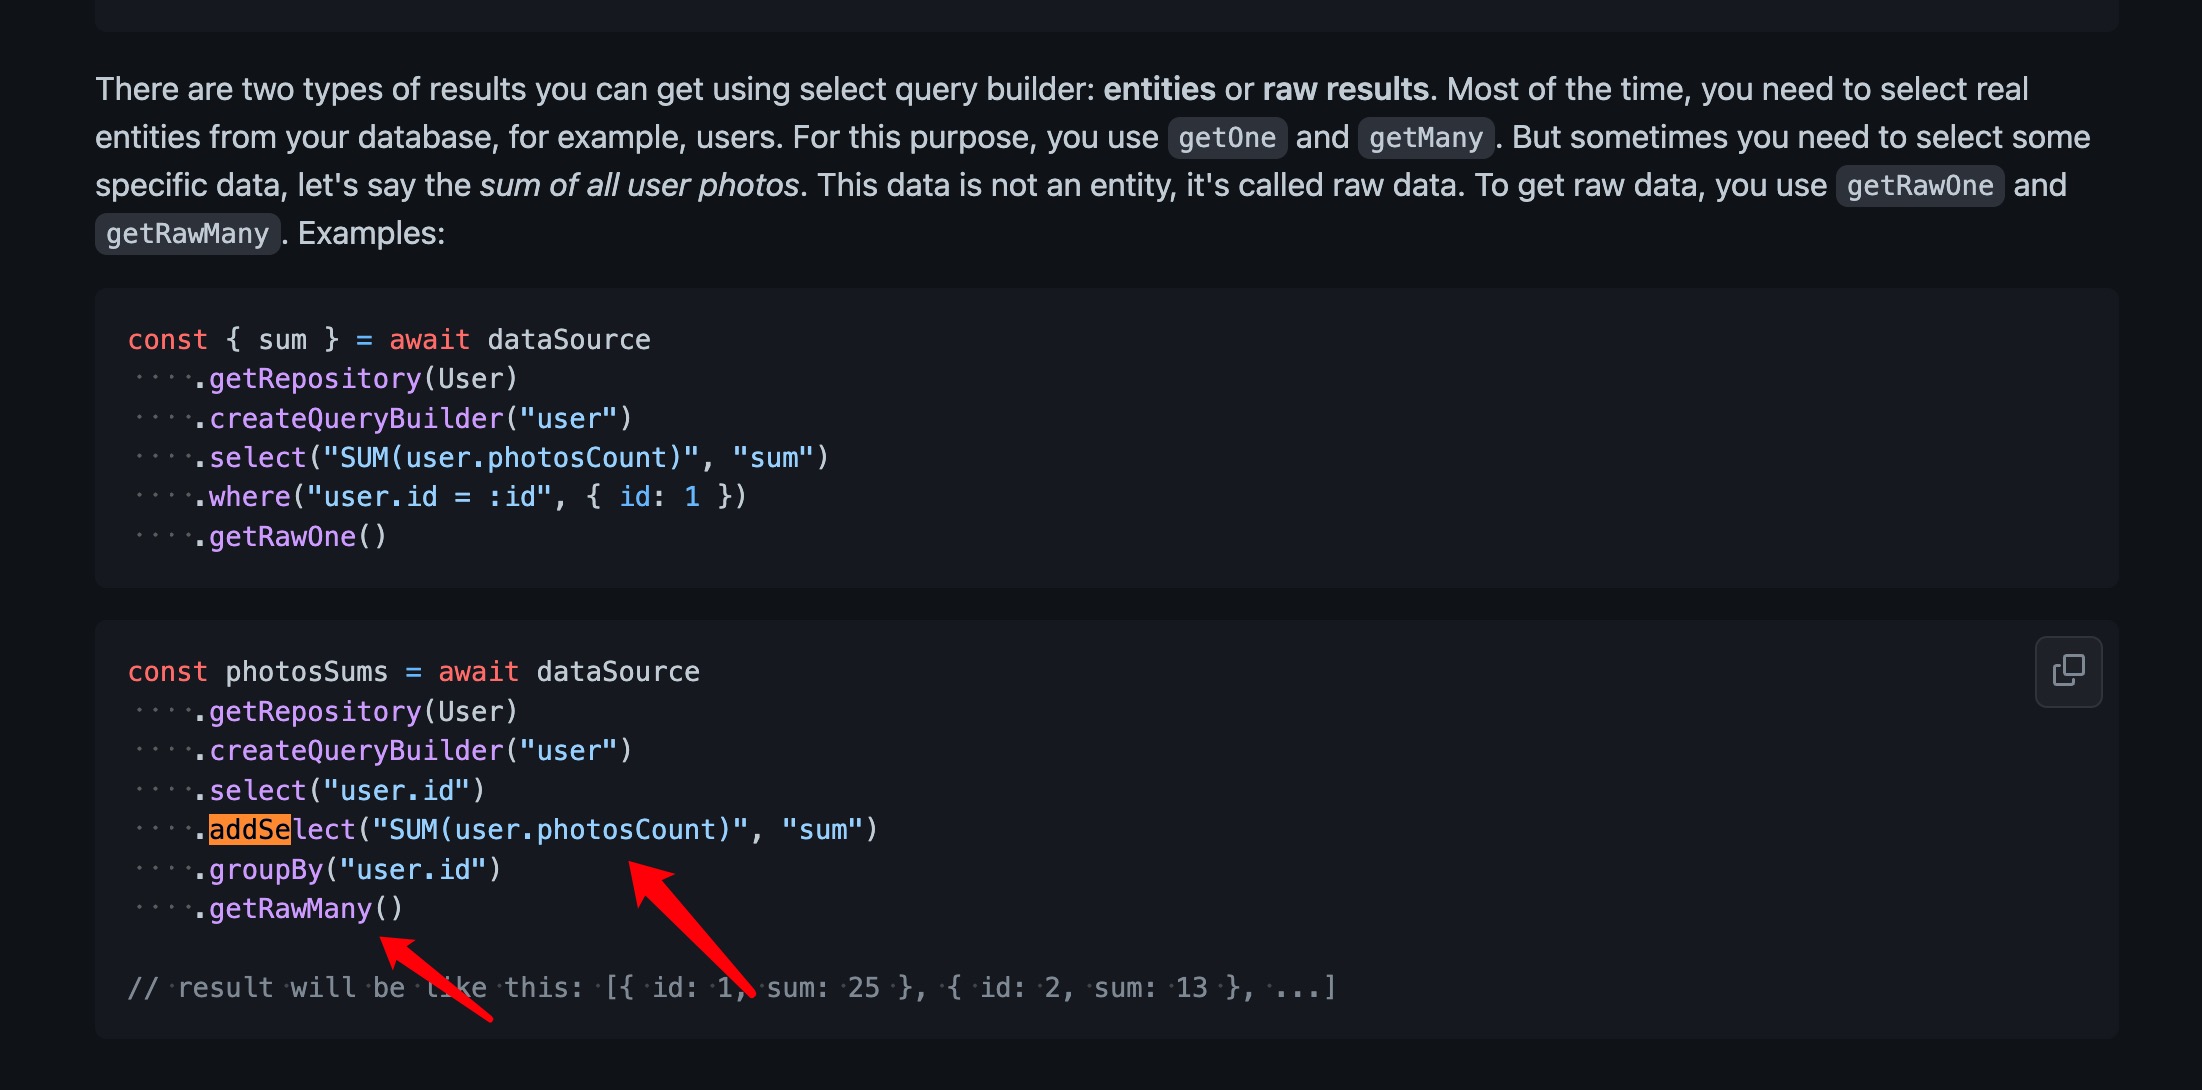 There are two types of results you can get using select query builder: entities or raw results. Most of the time, you need to select real
entities from your database, for example, users. For this purpose, you use getOne and getMany. But sometimes you need to select some
specific data, let's say the sum of all user photos. This data is not an entity, it's called raw data. To get raw data, you use getRawOne and
getRawMany. Examples:
const { sum } = await dataSource
····.getRepository(User)
····.createQueryBuilder("user")
····.select("SUM(user.photosCount)", "sum")
····.where("user.id = :id", { id: 1 })
····.getRawOne()
const photosSums = await dataSource
····.getRepository(User)
····.createQueryBuilder("user")
····.select("user.id")
····.addSelect("SUM(user.photosCount)", "sum")
····.groupBy("user.id")
····.getRawMany()
// result will be like this: [{ id: 1, sum: 25 }, { id: 2, sum: 13 }, ...]